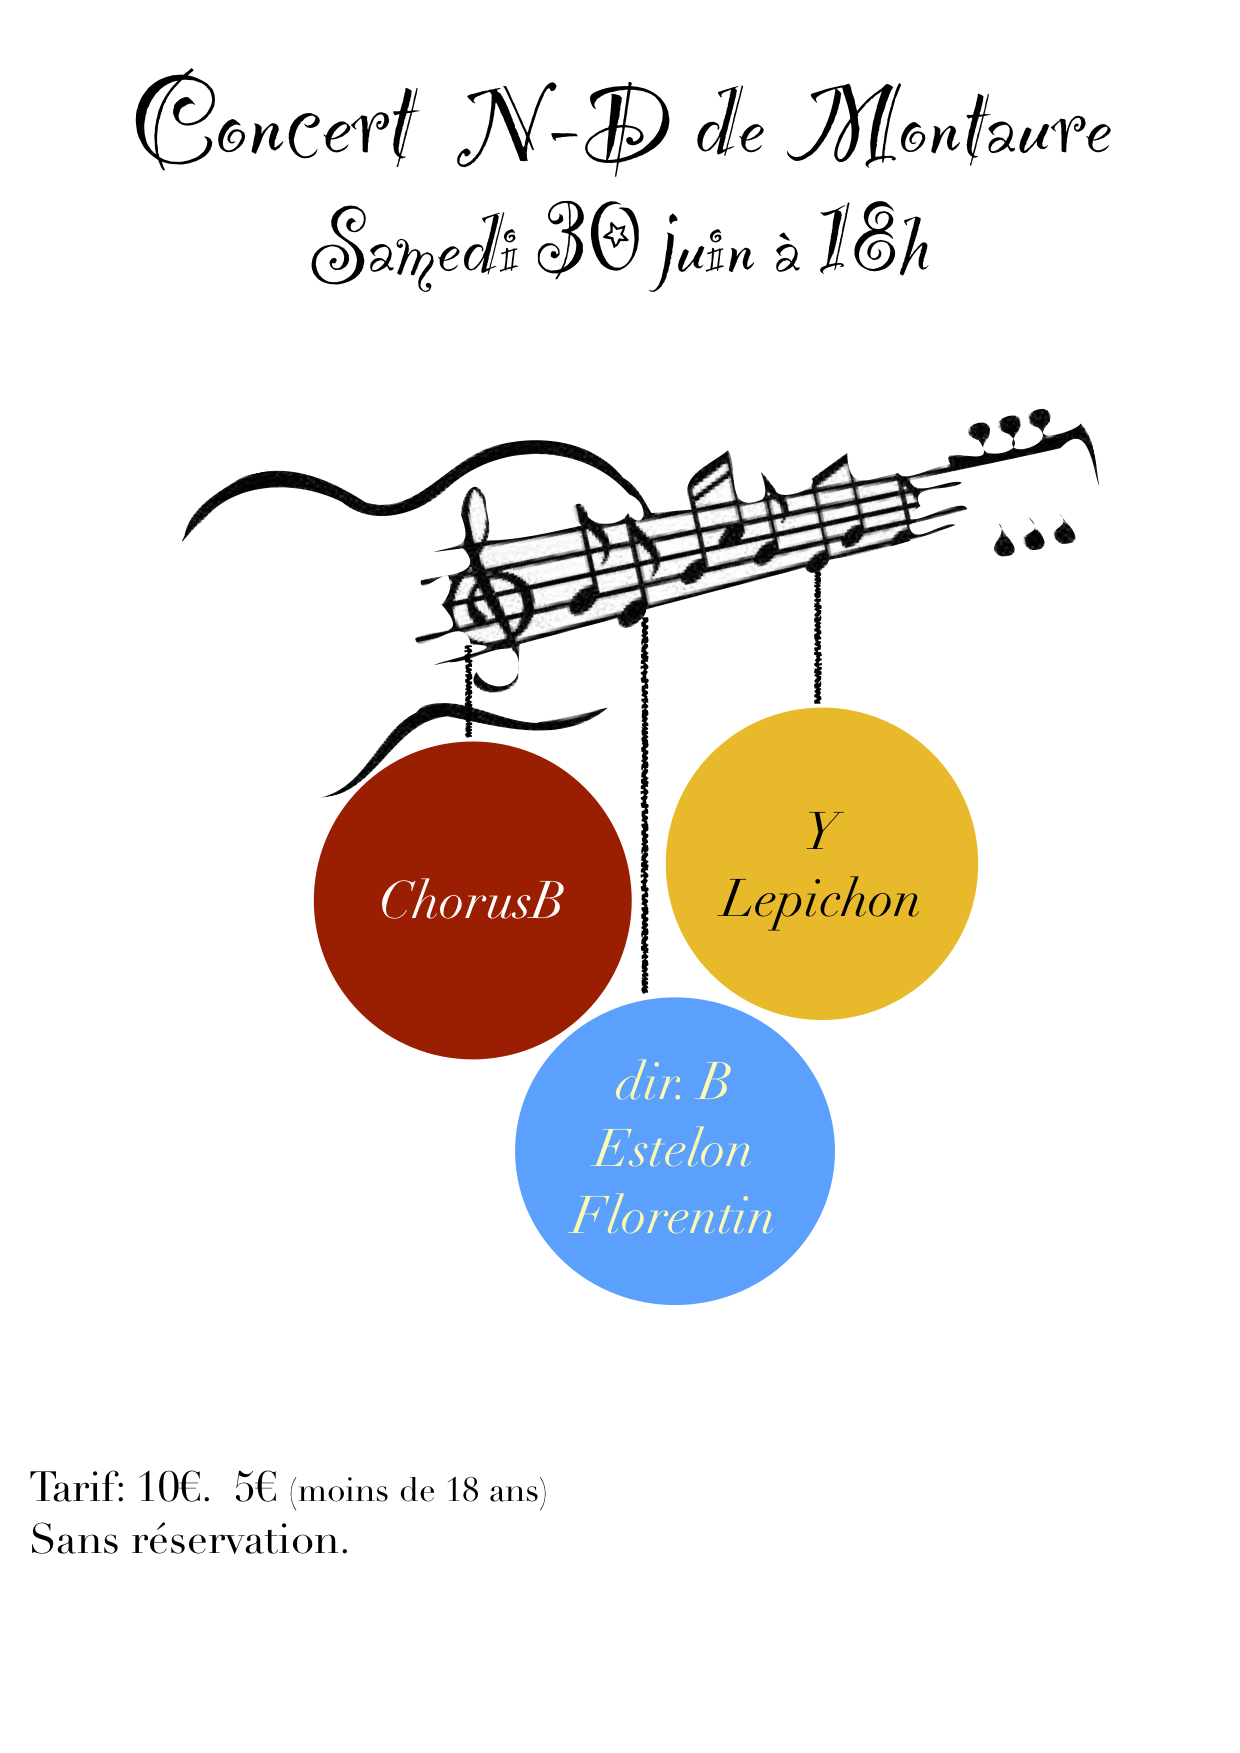 Concert N-D de Montaure
Samedi 30 juin à 18h
ChorusB
Y
Lepichon
dir. B
Estelon
Florentin
Tarif: 10€. 5€ (moins de 18 ans)
Sans réservation.